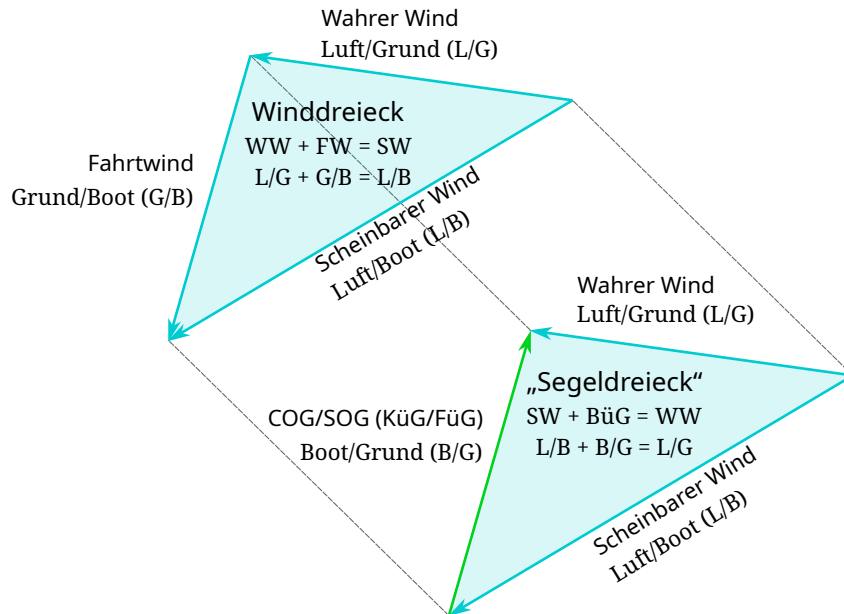 Wahrer Wind
Luft/Grund (L/G)
Winddreieck
WW + FW = SW
L/G + G/B = L/B
Fahrtwind
Grund/Boot (G/B)
Scheinbarer Wind
Luft/Boot (L/B)
Wahrer Wind
Luft/Grund (L/G)
„Segeldreieck“
SW + BüG = WW
L/B + B/G = L/G
COG/SOG (KüG/FüG)
Boot/Grund (B/G)
Scheinbarer Wind
Luft/Boot (L/B)